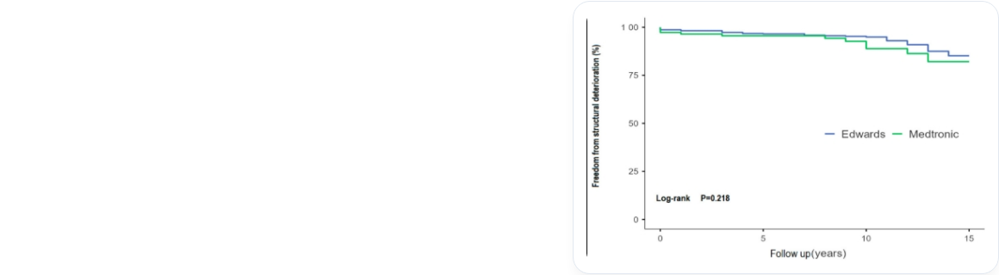 Freedom from structural deterioration (%)
1 00
75
50
25
0
Edwards Medtronic
Log-rank P=0.218
0 5 10 15
Follow up(years)